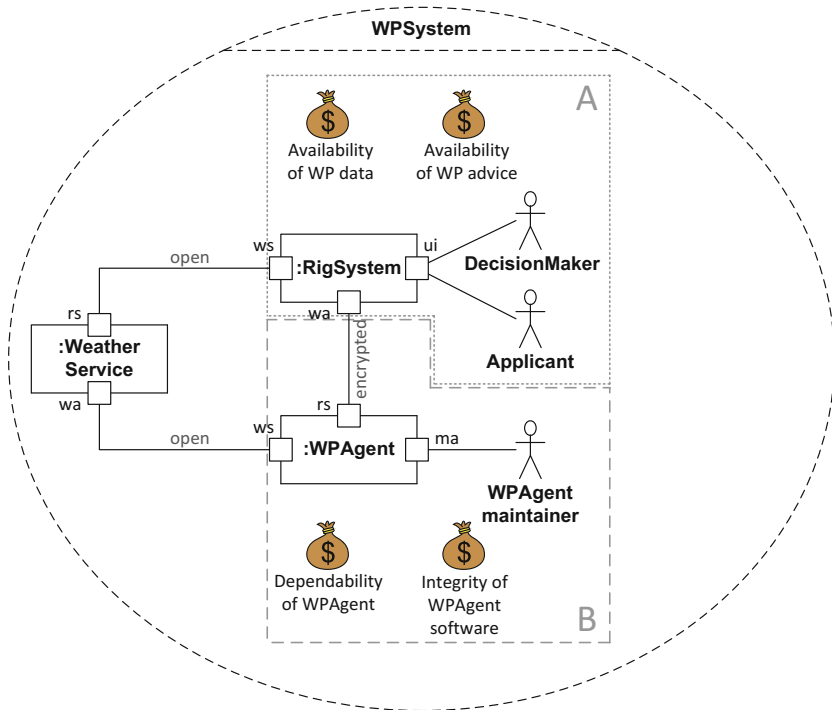 WPSystem
A
$
$
Availability
of WP data
Availability
of WP advice
ws
ui
open
:RigSystem
DecisionMaker
wa
rs
:Weather
Service
Applicant
encrypted
wa
rs
open
ws
ma
:WPAgent
WPAgent
maintainer
$
$
Dependability
of WPAgent
Integrity of
WPAgent
software
B